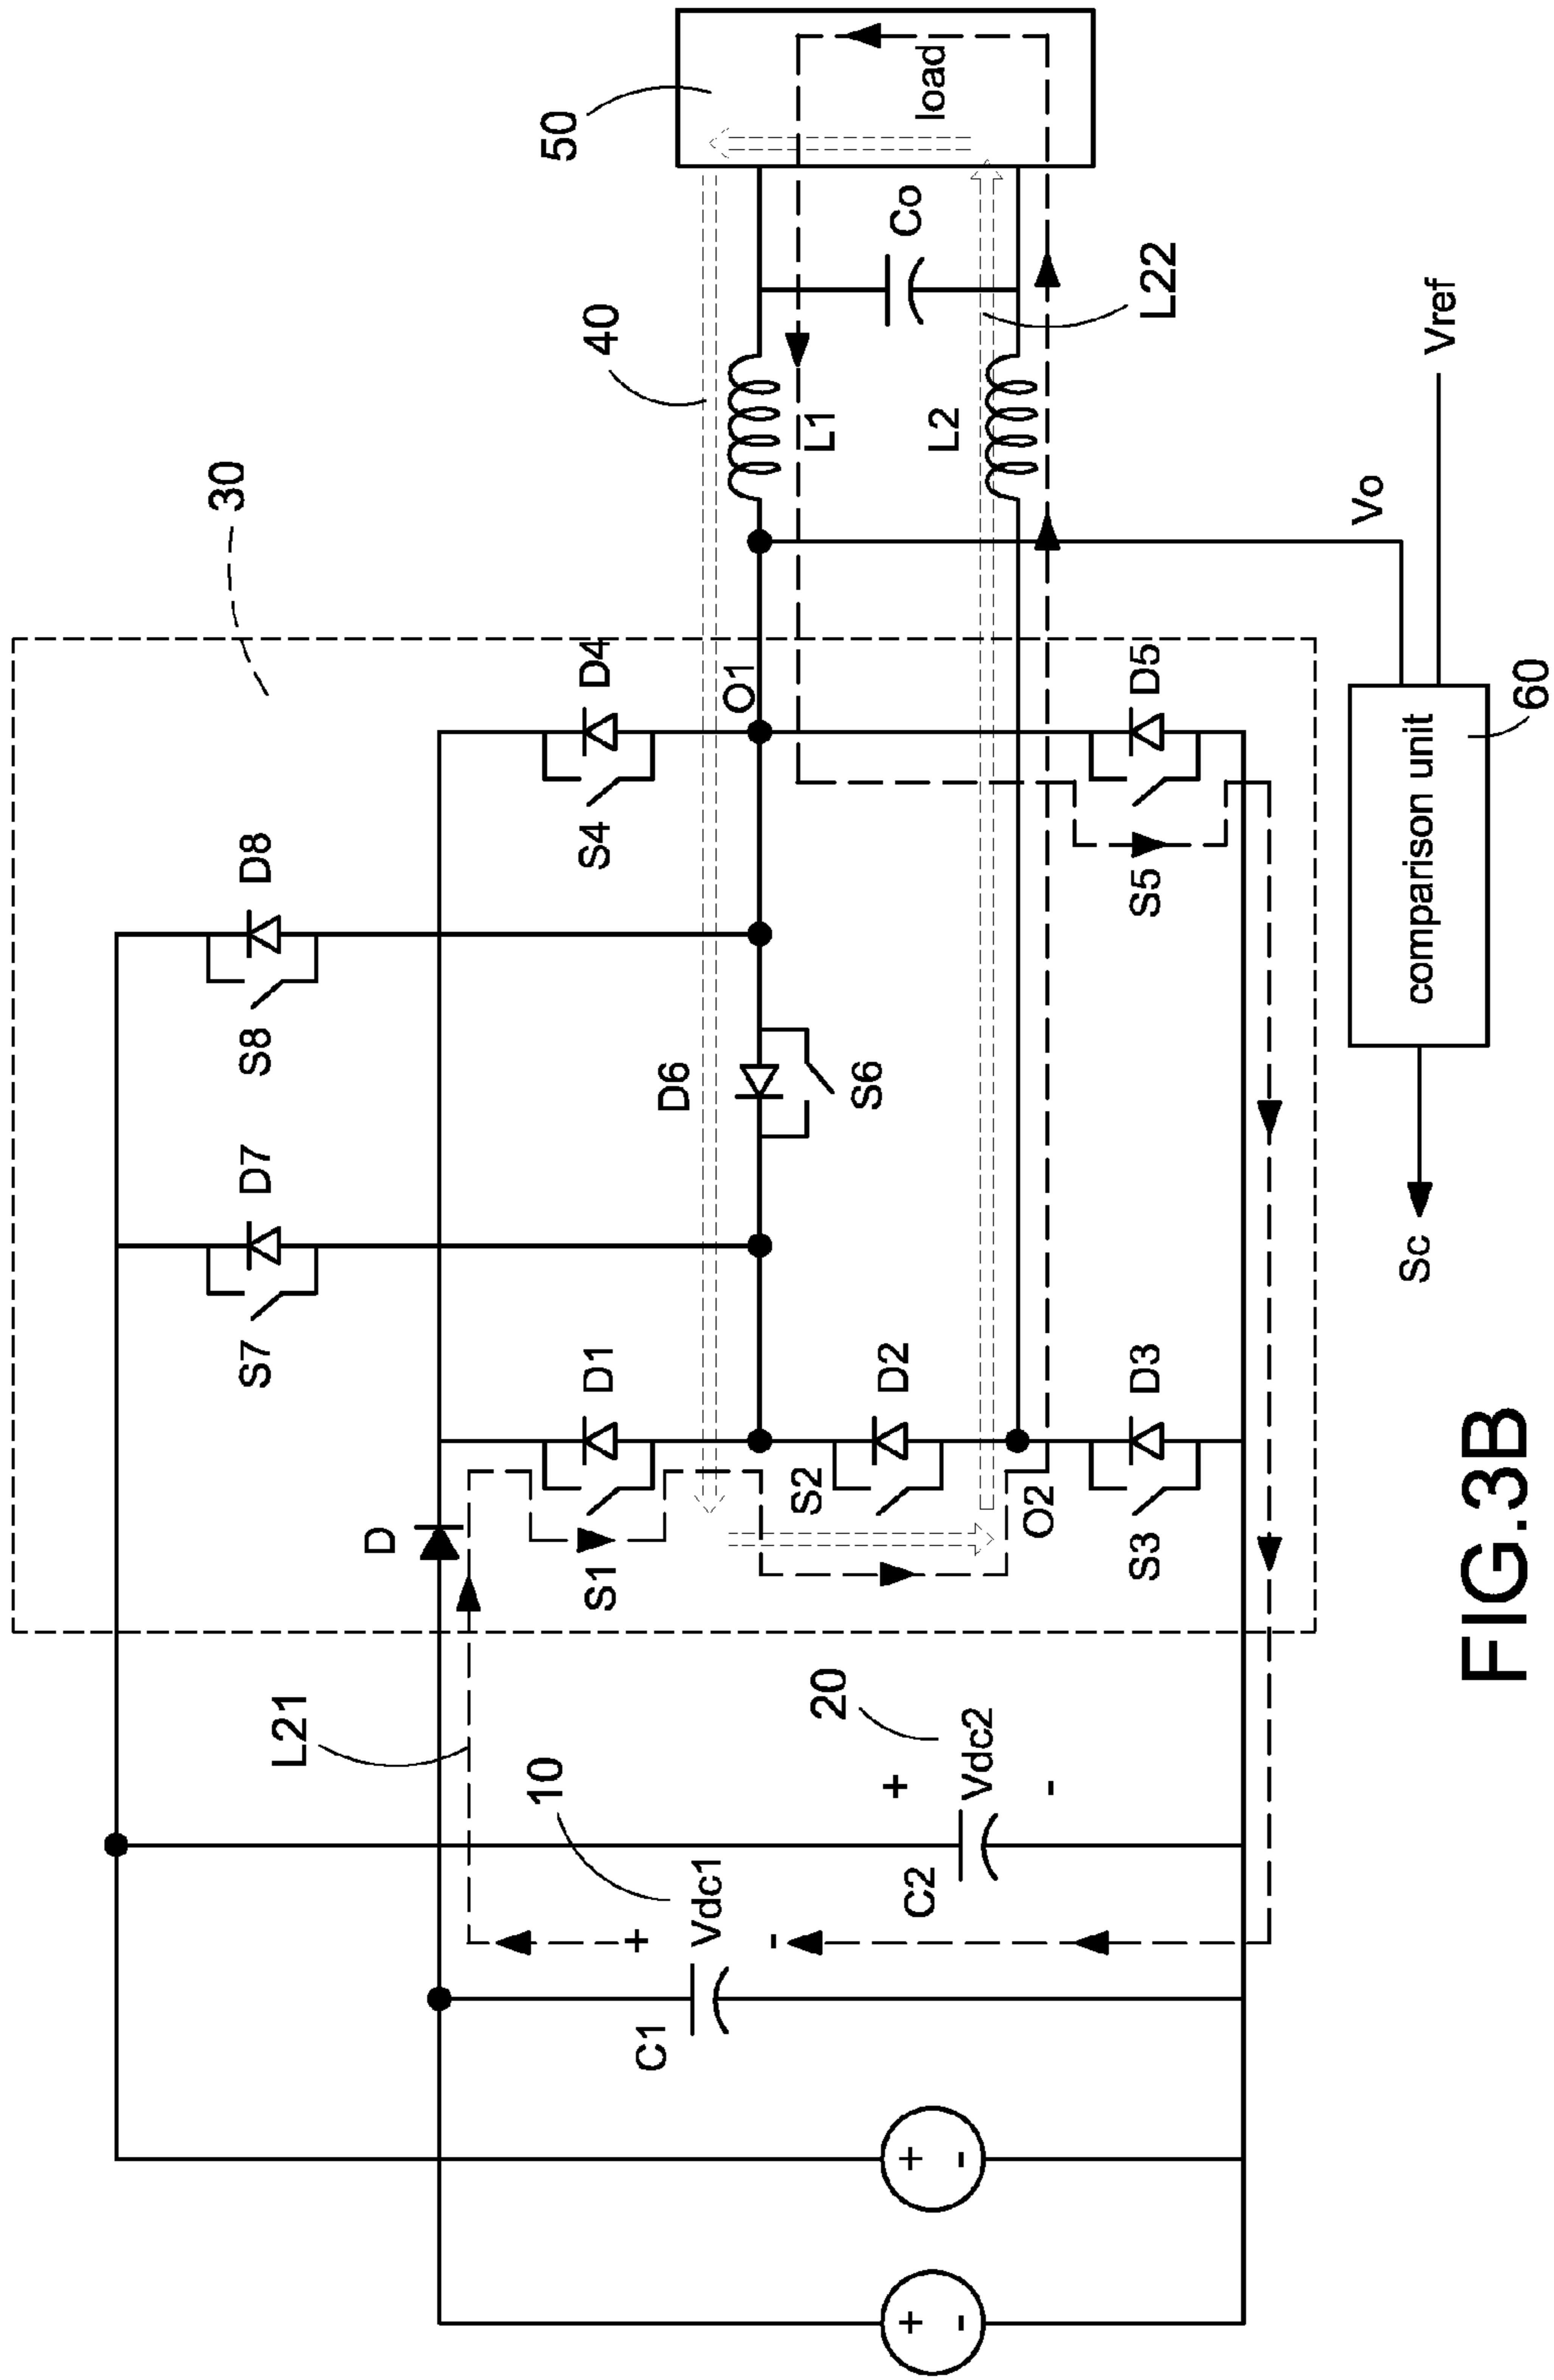 50
load
Co
40
L22
Vref
L1
L2
30
Vo
D4
O1
D5
60
comparison unit
D8
S4
S5
S8
D6
S6
D7
Sc
S7
D1
D2
D3
S2
D
O2
S1
S3
FIG.3B
L21
20
10
+
Vdc2
-
Vdc1
C2
+
-
C1
+
-
+
-